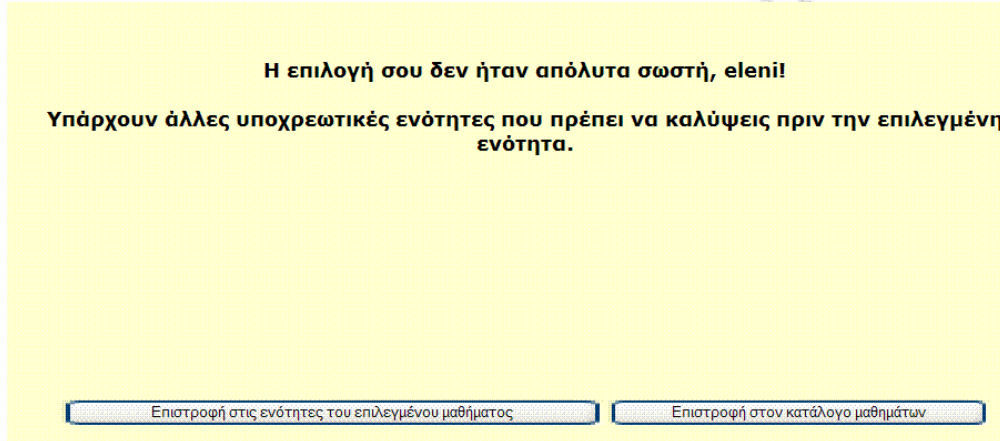 Η επιλογή σου δεν ήταν απόλυτα σωστή, eleni!
Υπάρχουν άλλες υποχρεωτικές ενότητες που πρέπει να καλύψεις πριν την επιλεγμένη
ενότητα.
Επιστροφή στις ενότητες του επιλεγμένου μαθήματος
Επιστροφή στον κατάλογο μαθημάτων